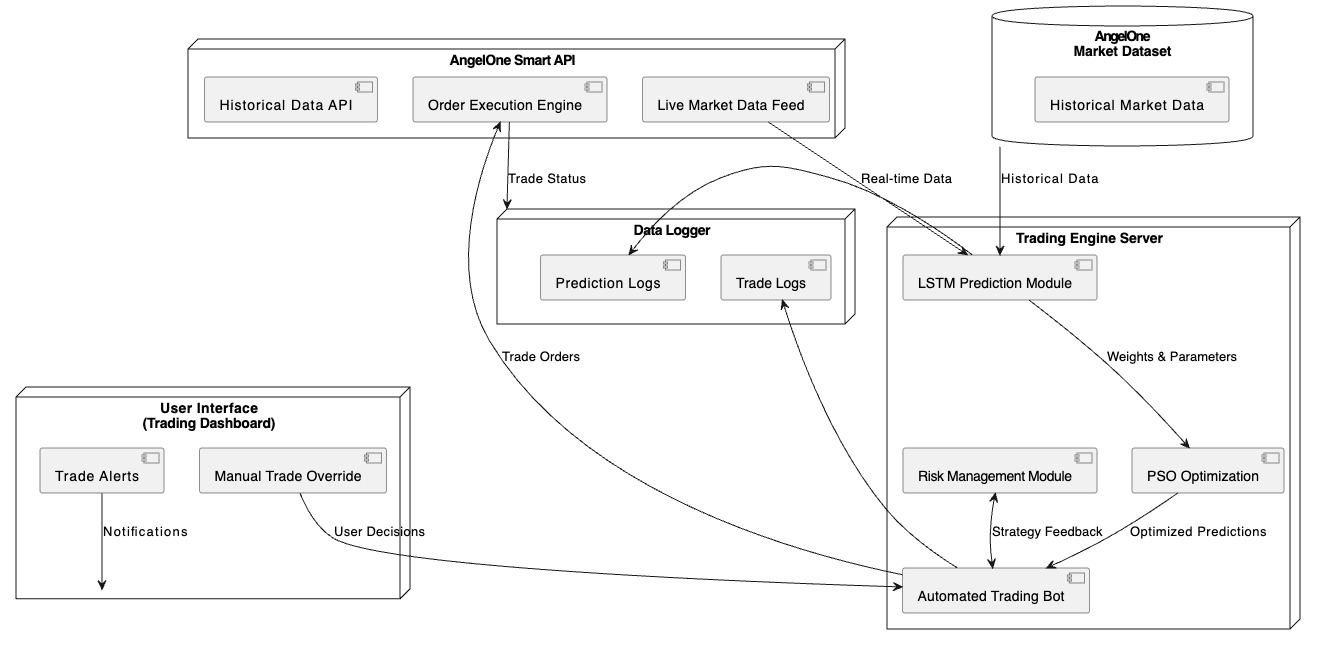 AngelOne Smart API
Historical Data API
Order Execution Engine
Live Market Data Feed
AngelOne
Market Dataset
Historical Market Data
Trade Status
Real-time Data
Historical Data
Data Logger
Prediction Logs
Trade Logs
Trading Engine Server
LSTM Prediction Module
Trade Orders
Weights & Parameters
User Interface
(Trading Dashboard)
Trade Alerts
Manual Trade Override
Risk Management Module
PSO Optimization
Notifications
User Decisions
Strategy Feedback
Optimized Predictions
Automated Trading Bot